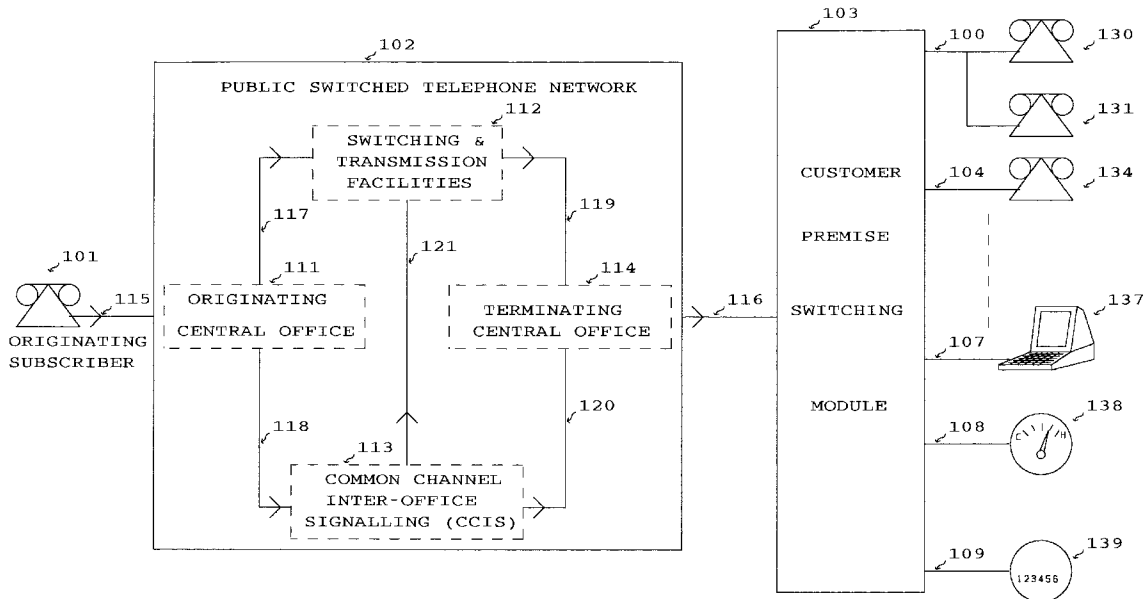 102
PUBLIC SWITCHED TELEPHONE NETWORK
112
SWITCHING &
TRANSMISSION
FACILITIES
117
119
121
101
115
ORIGINATING
SUBSCRIBER
111
ORIGINATING
CENTRAL OFFICE
114
TERMINATING
CENTRAL OFFICE
116
118
120
113
COMMON CHANNEL
INTER-OFFICE
SIGNALLING (CCIS)
103
CUSTOMER
PREMISE
SWITCHING
MODULE
100
130
131
104
134
107
137
108
138
C H
109
139
123456